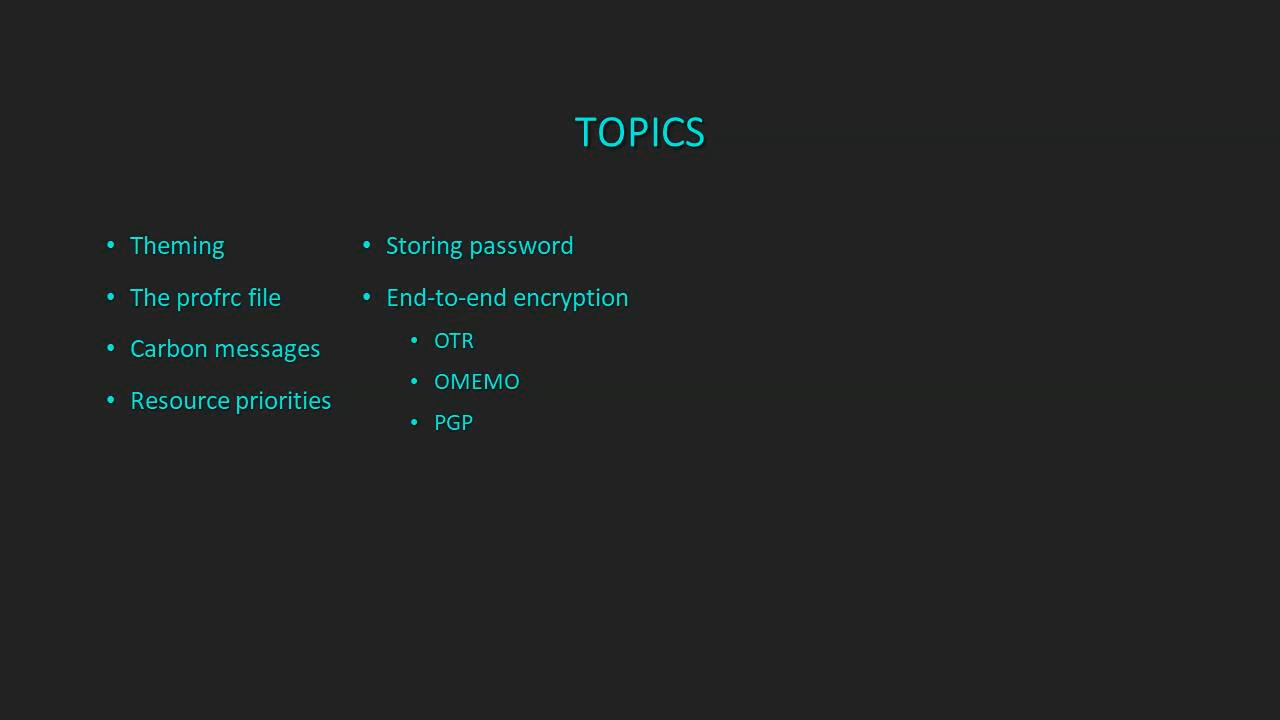 TOPICS
• Theming
• The profrc file
• Carbon messages
• Resource priorities
• Storing password
• End-to-end encryption
• OTR
• OMEMO
• PGP